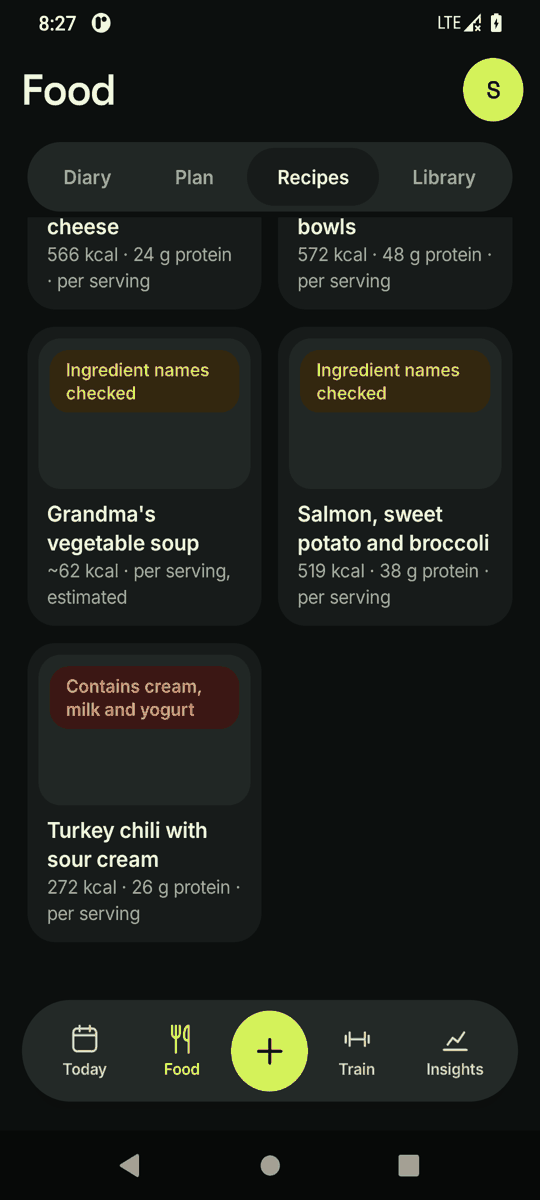 8:27
LTE
Food
S
Diary
Plan
Recipes
Library
cheese
566 kcal · 24 g protein
· per serving
bowls
572 kcal · 48 g protein ·
per serving
Ingredient names
checked
Grandma's
vegetable soup
~62 kcal · per serving,
estimated
Ingredient names
checked
Salmon, sweet
potato and broccoli
519 kcal · 38 g protein ·
per serving
Contains cream,
milk and yogurt
Turkey chili with
sour cream
272 kcal · 26 g protein ·
per serving
Today
Food
Train
Insights